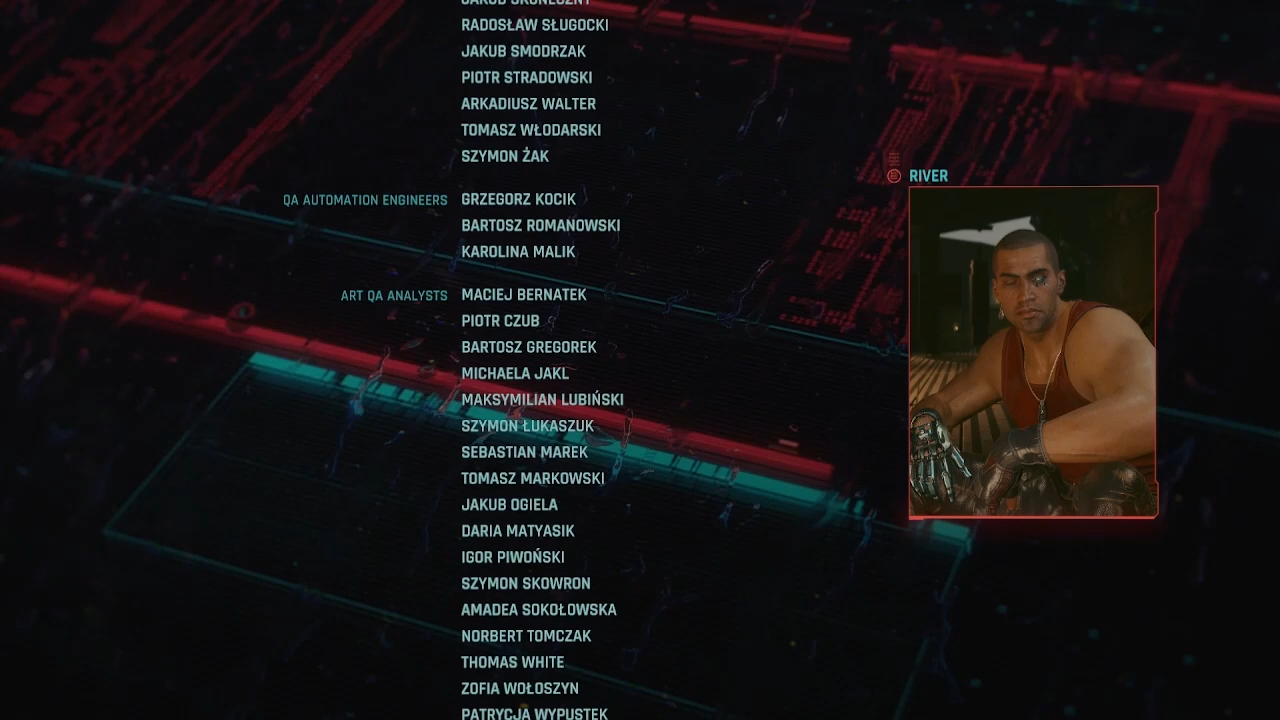 JAKUB SKONECZNY
RADOSŁAW SŁUGOCKI
JAKUB SMODRZAK
PIOTR STRADOWSKI
ARKADIUSZ WALTER
TOMASZ WŁODARSKI
SZYMON ŻAK
QA AUTOMATION ENGINEERS GRZEGORZ KOCIK
BARTOSZ ROMANOWSKI
KAROLINA MALIK
ART QA ANALYSTS MACIEJ BERNATEK
PIOTR CZUB
BARTOSZ GREGOREK
MICHAELA JAKL
MAKSYMILIAN LUBIŃSKI
SZYMON ŁUKASZUK
SEBASTIAN MAREK
TOMASZ MARKOWSKI
JAKUB OGIELA
DARIA MATYASIK
IGOR PIWOŃSKI
SZYMON SKOWRON
AMADEA SOKOŁOWSKA
NORBERT TOMCZAK
THOMAS WHITE
ZOFIA WOŁOSZYN
PATRYCJA WYPUSTEK
RIVER